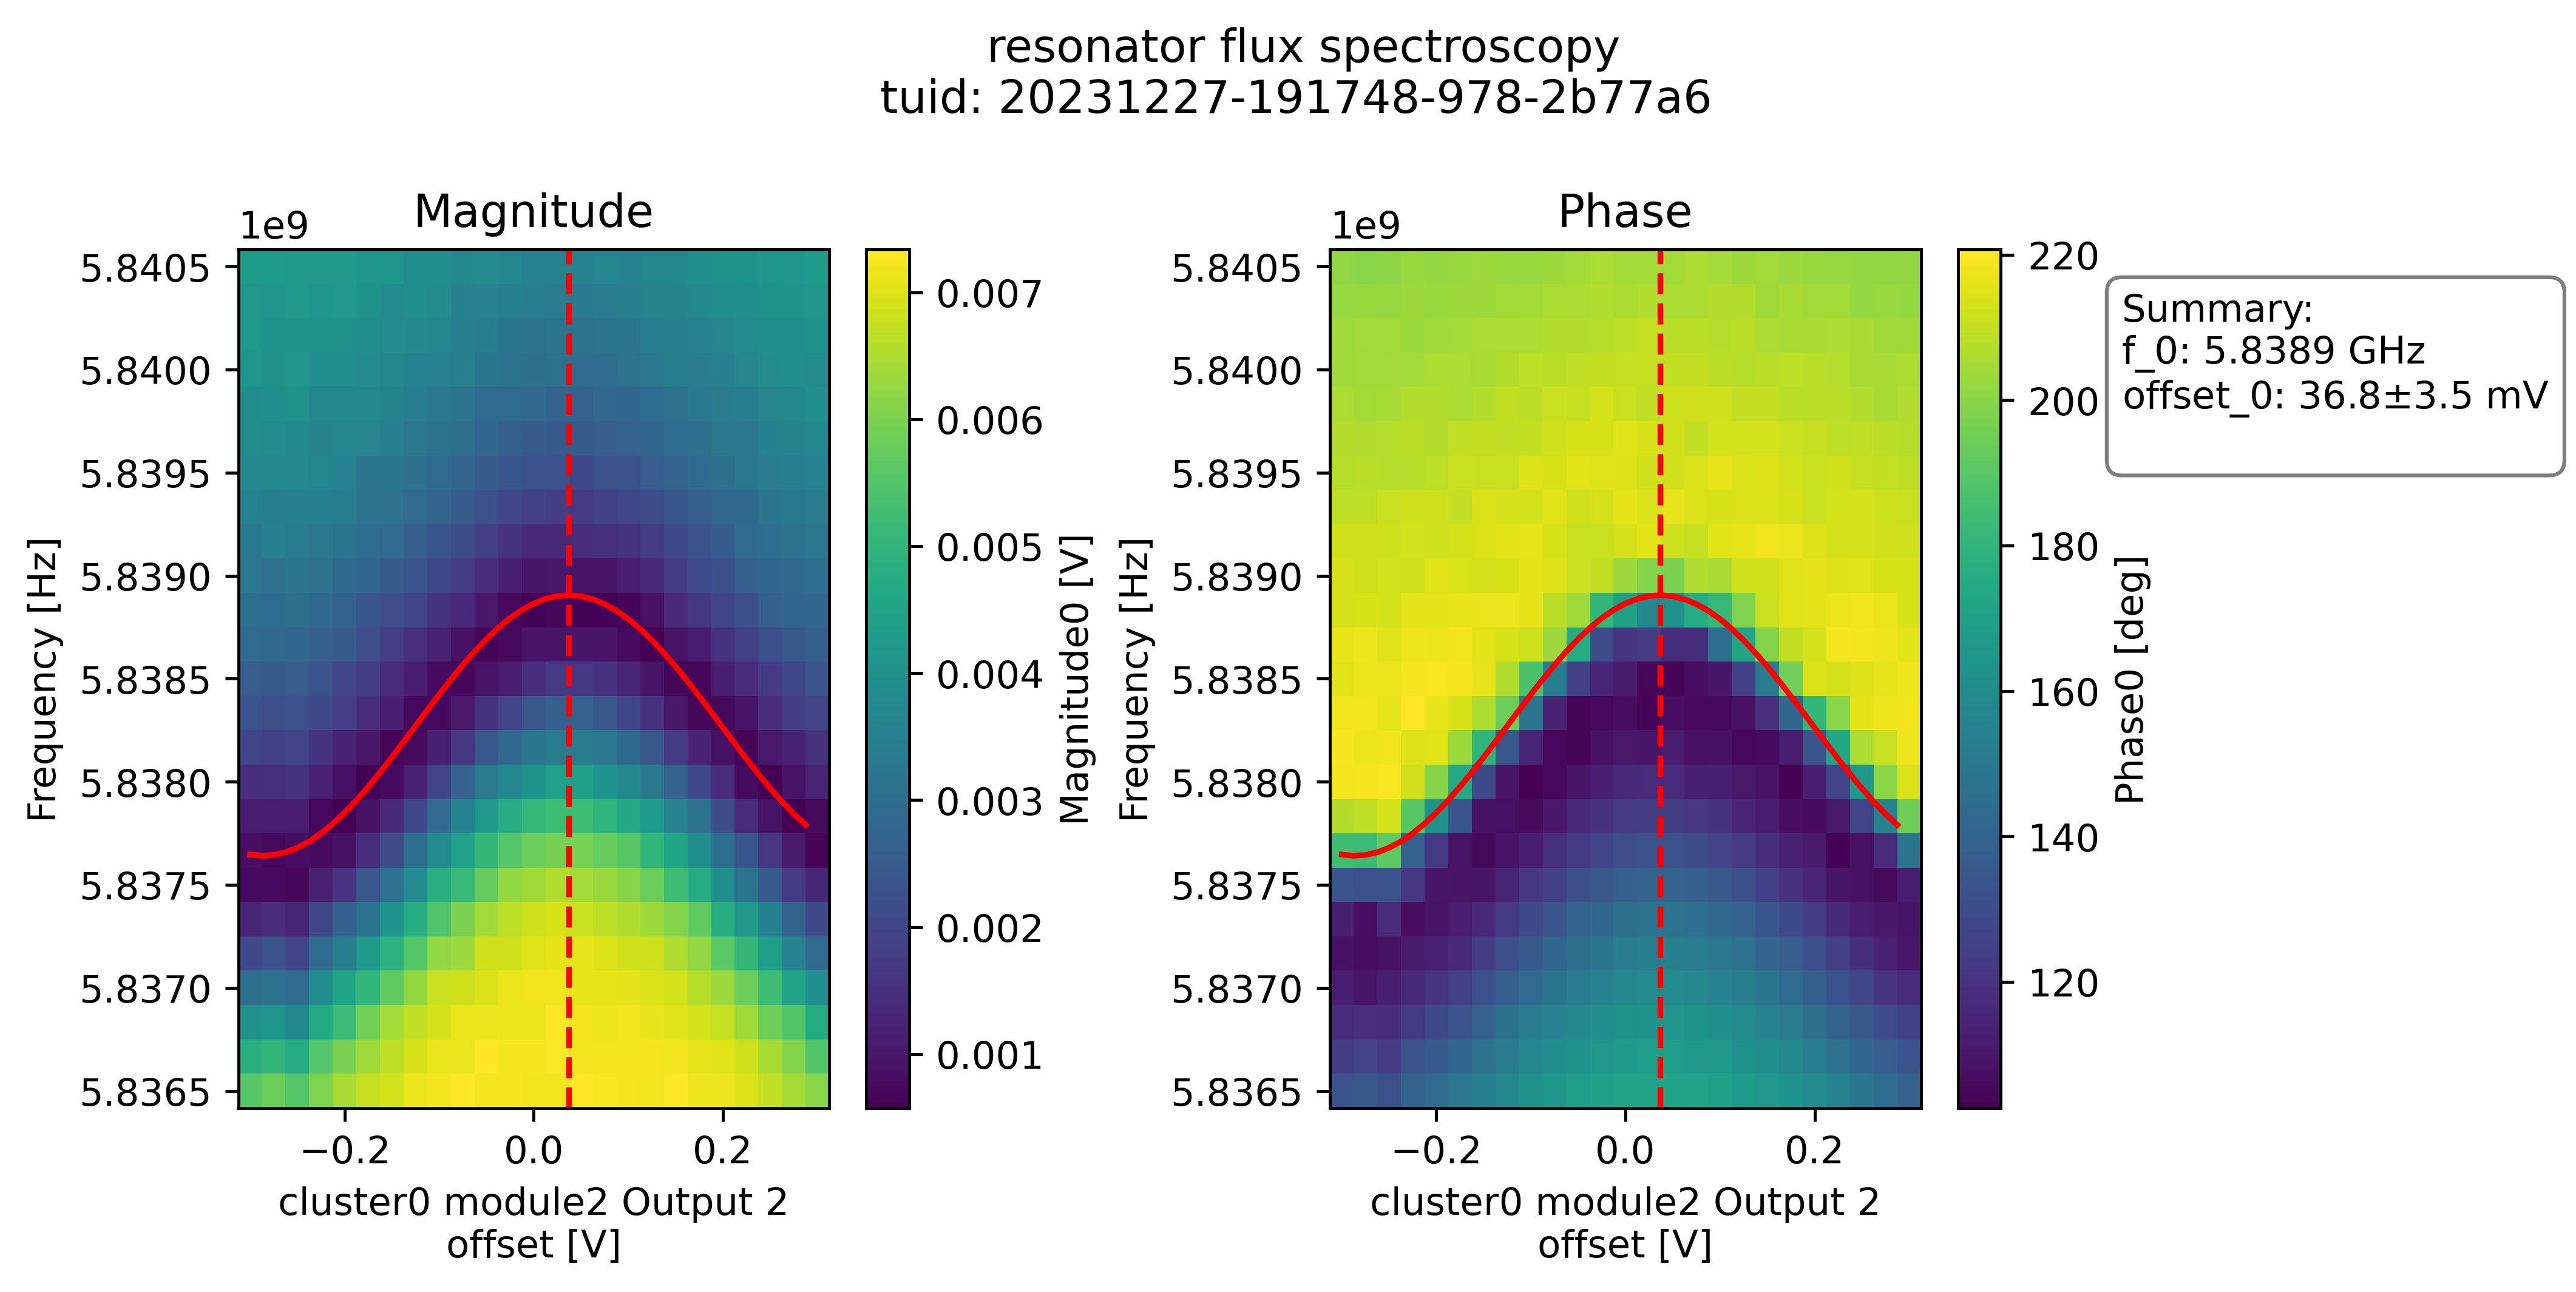 resonator flux spectroscopy
tuid: 20231227-191748-978-2b77a6
Magnitude
1e9
5.8405
5.8400
5.8395
5.8390
5.8385
5.8380
5.8375
5.8370
5.8365
Frequency [Hz]
−0.2
0.0
0.2
cluster0 module2 Output 2
offset [V]
0.007
0.006
0.005
0.004
0.003
0.002
0.001
Magnitude0 [V]
Phase
1e9
5.8405
5.8400
5.8395
5.8390
5.8385
5.8380
5.8375
5.8370
5.8365
Frequency [Hz]
−0.2
0.0
0.2
cluster0 module2 Output 2
offset [V]
220
200
180
160
140
120
Phase0 [deg]
Summary:
f_0: 5.8389 GHz
offset_0: 36.8±3.5 mV